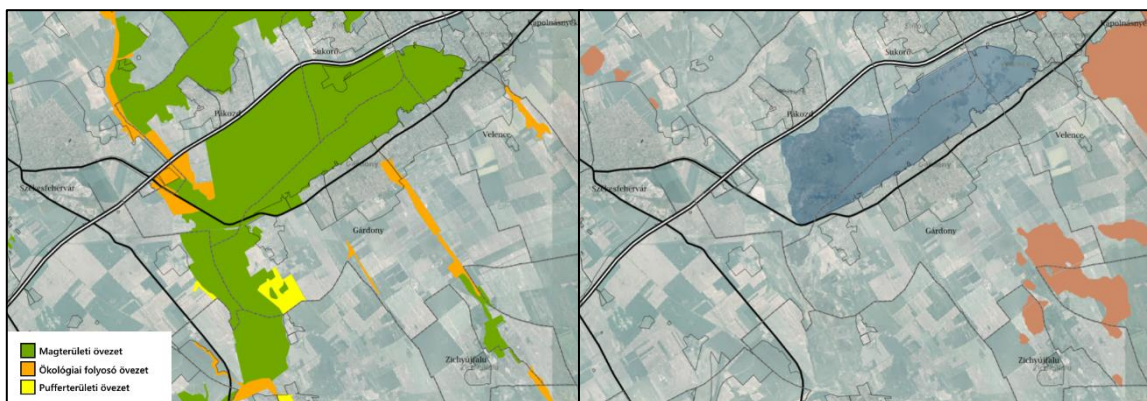 Kápolnásnyék
Sukoró
Pákozd
Velence
Székesfehérvár
Gárdony
Zichyújfalu
Magterületi övezet
Ökológiai folyosó övezet
Pufferterületi övezet
Kápolnásnyék
Sukoró
Pákozd
Velence
Székesfehérvár
Gárdony
Zichyújfalu